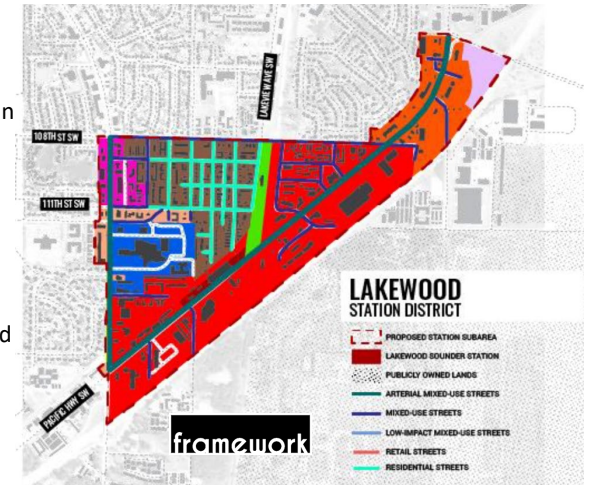 LAKEVIEW AVE SW
n
108TH ST SW
111TH ST SW
d
PACIFIC HWY SW
framework
LAKEWOOD
STATION DISTRICT
PROPOSED STATION SUBAREA
LAKEWOOD SOUNDER STATION
PUBLICLY OWNED LANDS
ARTERIAL MIXED-USE STREETS
MIXED-USE STREETS
LOW-IMPACT MIXED-USE STREETS
RETAIL STREETS
RESIDENTIAL STREETS